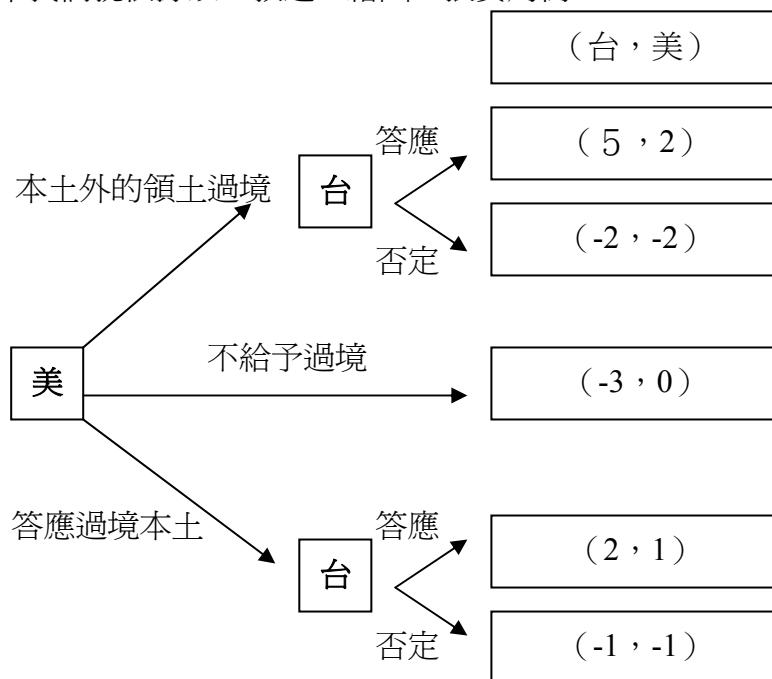 （台，美）
答應
（５，2）
本土外的領土過境
台
否定
（-2，-2）
不給予過境
美
（-3，0）
答應過境本土
答應
（2，1）
台
否定
（-1，-1）